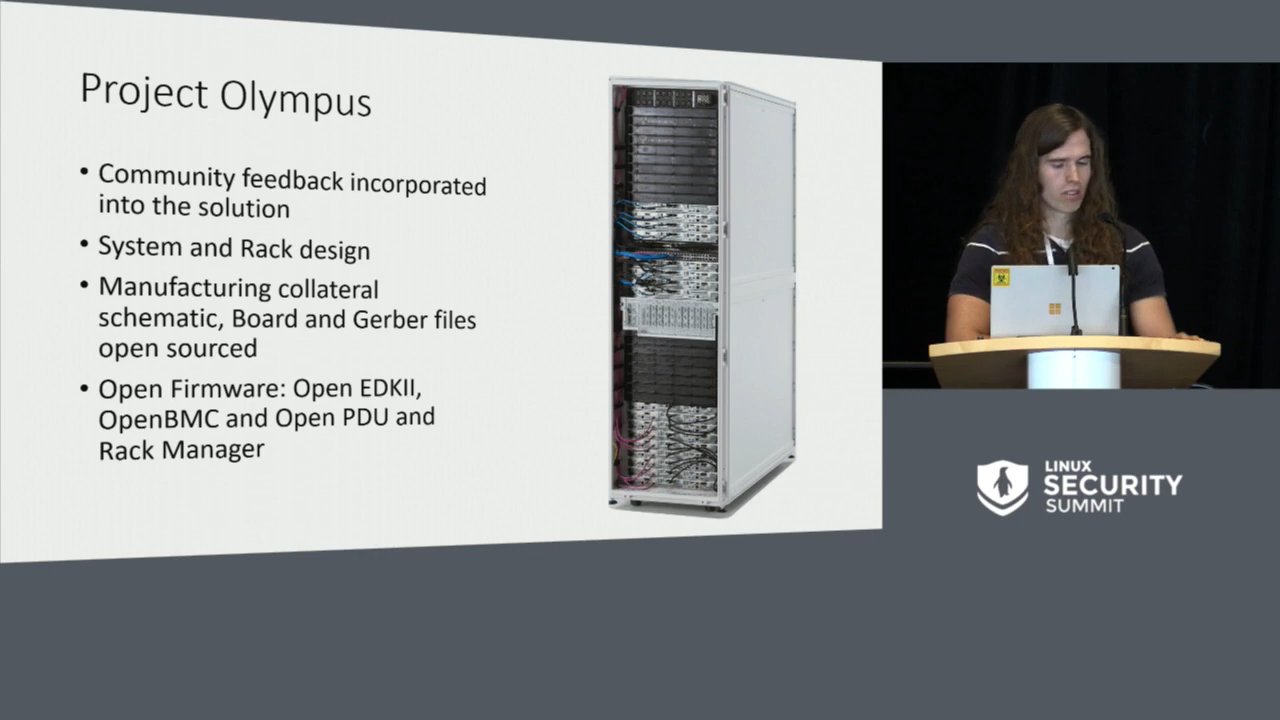 Project Olympus
• Community feedback incorporated
into the solution
• System and Rack design
• Manufacturing collateral
schematic, Board and Gerber files
open sourced
• Open Firmware: Open EDKII,
OpenBMC and Open PDU and
Rack Manager
LINUX
SECURITY
SUMMIT